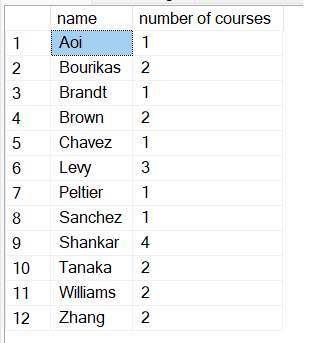 name number of courses
1 Aoi 1
2 Bourikas 2
3 Brandt 1
4 Brown 2
5 Chavez 1
6 Levy 3
7 Peltier 1
8 Sanchez 1
9 Shankar 4
10 Tanaka 2
11 Williams 2
12 Zhang 2